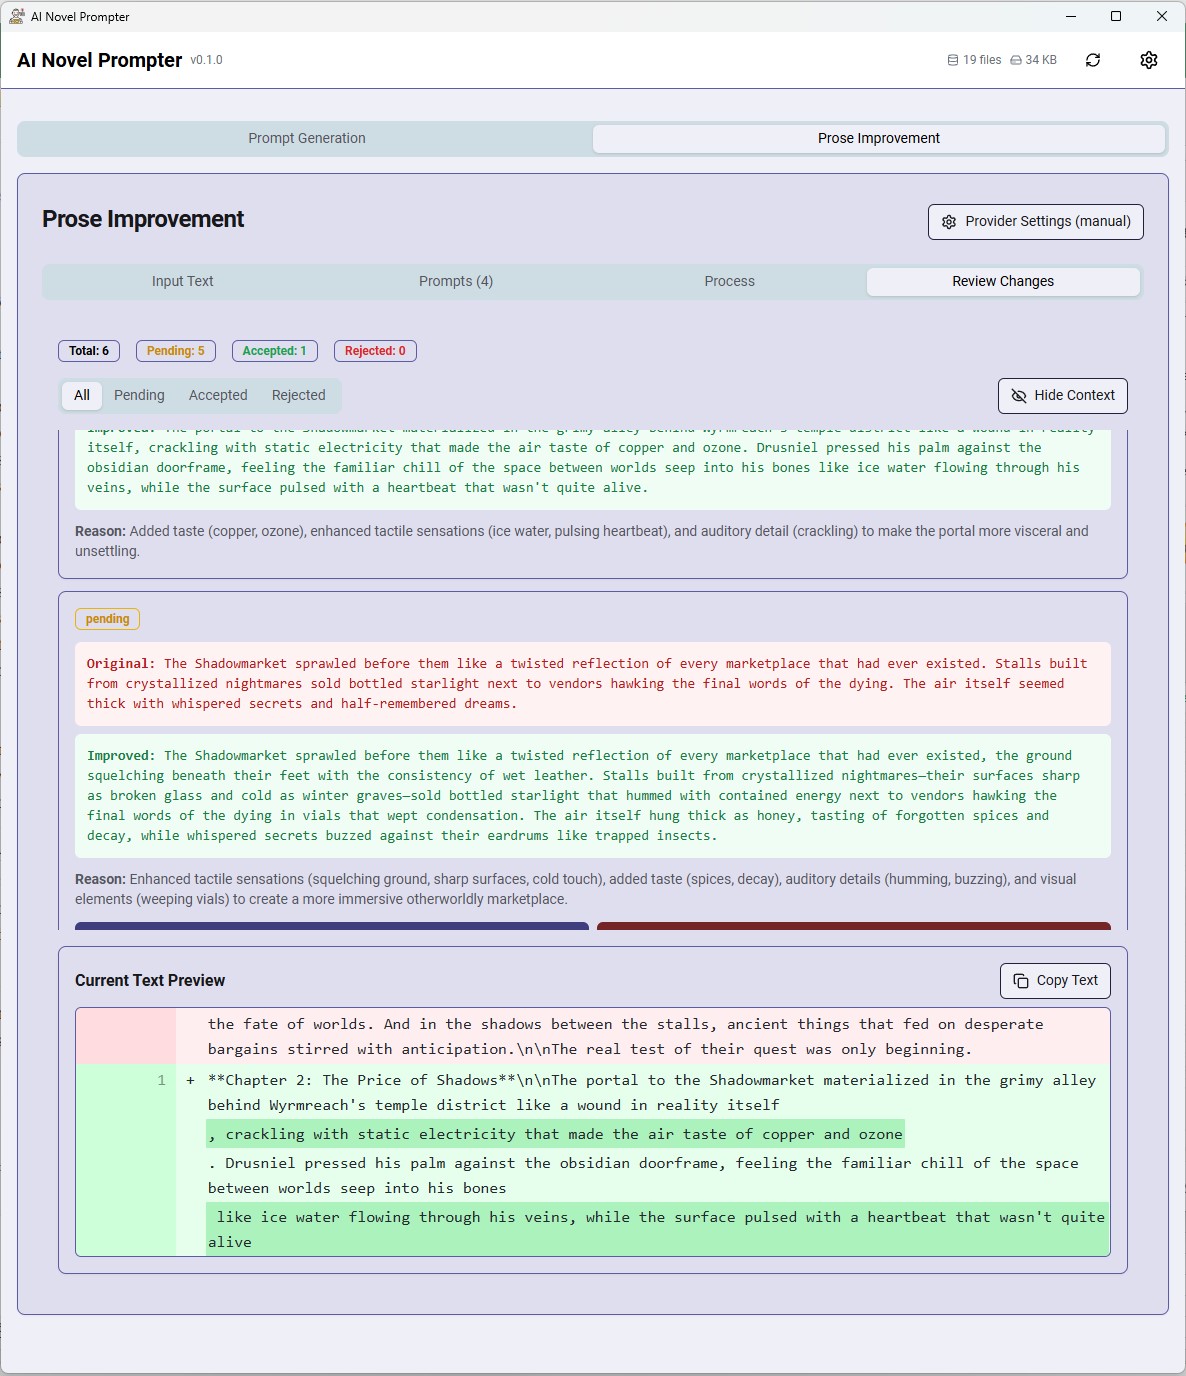 AI Novel Prompter
AI Novel Prompter v0.1.0
19 files 34 KB
Prompt Generation
Prose Improvement
Prose Improvement
Provider Settings (manual)
Input Text
Prompts (4)
Process
Review Changes
Total: 6
Pending: 5
Accepted: 1
Rejected: 0
All
Pending
Accepted
Rejected
Hide Context
Improved: The portal to the Shadowmarket materialized in the grimy alley behind Wyrmreach's temple district like a wound in reality
itself, crackling with static electricity that made the air taste of copper and ozone. Drusniel pressed his palm against the
obsidian doorframe, feeling the familiar chill of the space between worlds seep into his bones like ice water flowing through his
veins, while the surface pulsed with a heartbeat that wasn't quite alive.
Reason: Added taste (copper, ozone), enhanced tactile sensations (ice water, pulsing heartbeat), and auditory detail (crackling) to make the portal more visceral and
unsettling.
pending
Original: The Shadowmarket sprawled before them like a twisted reflection of every marketplace that had ever existed. Stalls built
from crystallized nightmares sold bottled starlight next to vendors hawking the final words of the dying. The air itself seemed
thick with whispered secrets and half-remembered dreams.
Improved: The Shadowmarket sprawled before them like a twisted reflection of every marketplace that had ever existed, the ground
squelching beneath their feet with the consistency of wet leather. Stalls built from crystallized nightmares—their surfaces sharp
as broken glass and cold as winter graves—sold bottled starlight that hummed with contained energy next to vendors hawking the
final words of the dying in vials that wept condensation. The air itself hung thick as honey, tasting of forgotten spices and
decay, while whispered secrets buzzed against their eardrums like trapped insects.
Reason: Enhanced tactile sensations (squelching ground, sharp surfaces, cold touch), added taste (spices, decay), auditory details (humming, buzzing), and visual
elements (weeping vials) to create a more immersive otherworldly marketplace.
Current Text Preview
Copy Text
the fate of worlds. And in the shadows between the stalls, ancient things that fed on desperate
bargains stirred with anticipation.\n\nThe real test of their quest was only beginning.
1 + **Chapter 2: The Price of Shadows**\n\nThe portal to the Shadowmarket materialized in the grimy alley
behind Wyrmreach's temple district like a wound in reality itself
, crackling with static electricity that made the air taste of copper and ozone
. Drusniel pressed his palm against the obsidian doorframe, feeling the familiar chill of the space
between worlds seep into his bones
like ice water flowing through his veins, while the surface pulsed with a heartbeat that wasn't quite
alive